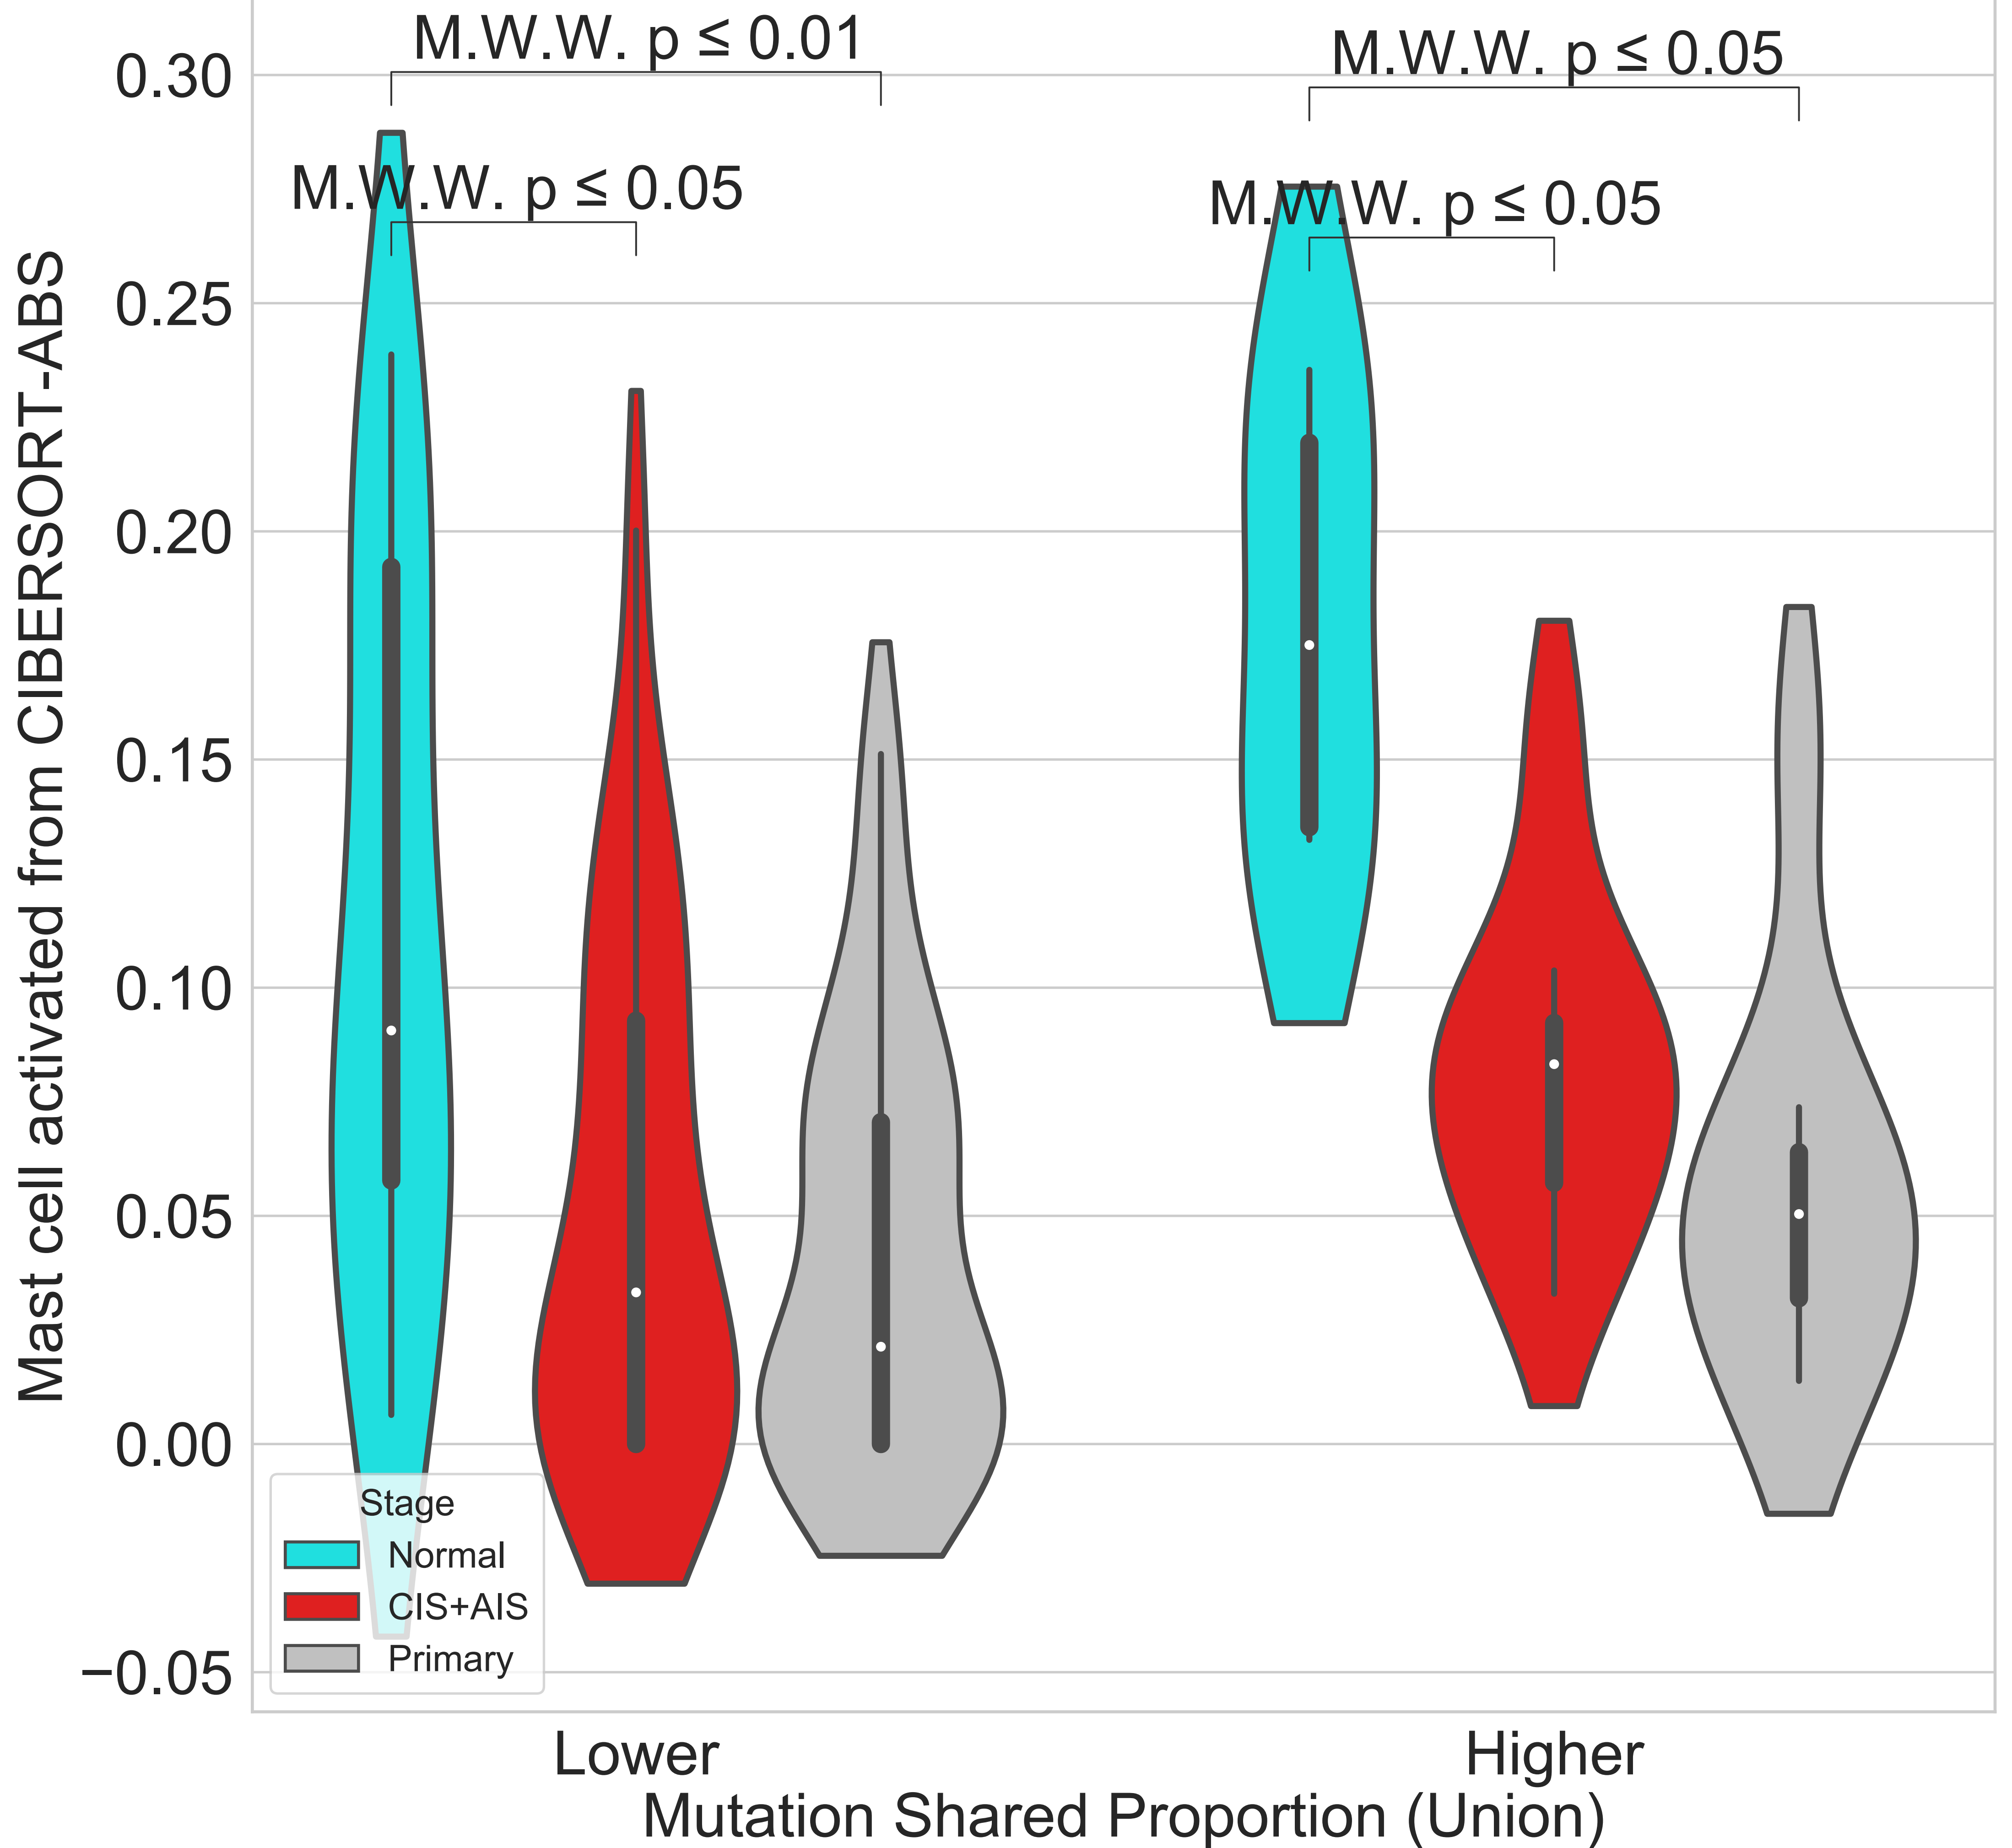 M.W.W. p ≤ 0.01
M.W.W. p ≤ 0.05
M.W.W. p ≤ 0.05
M.W.W. p ≤ 0.05
Mast cell activated from CIBERSORT-ABS
0.30
0.25
0.20
0.15
0.10
0.05
0.00
−0.05
Stage
Normal
CIS+AIS
Primary
Lower
Higher
Mutation Shared Proportion (Union)